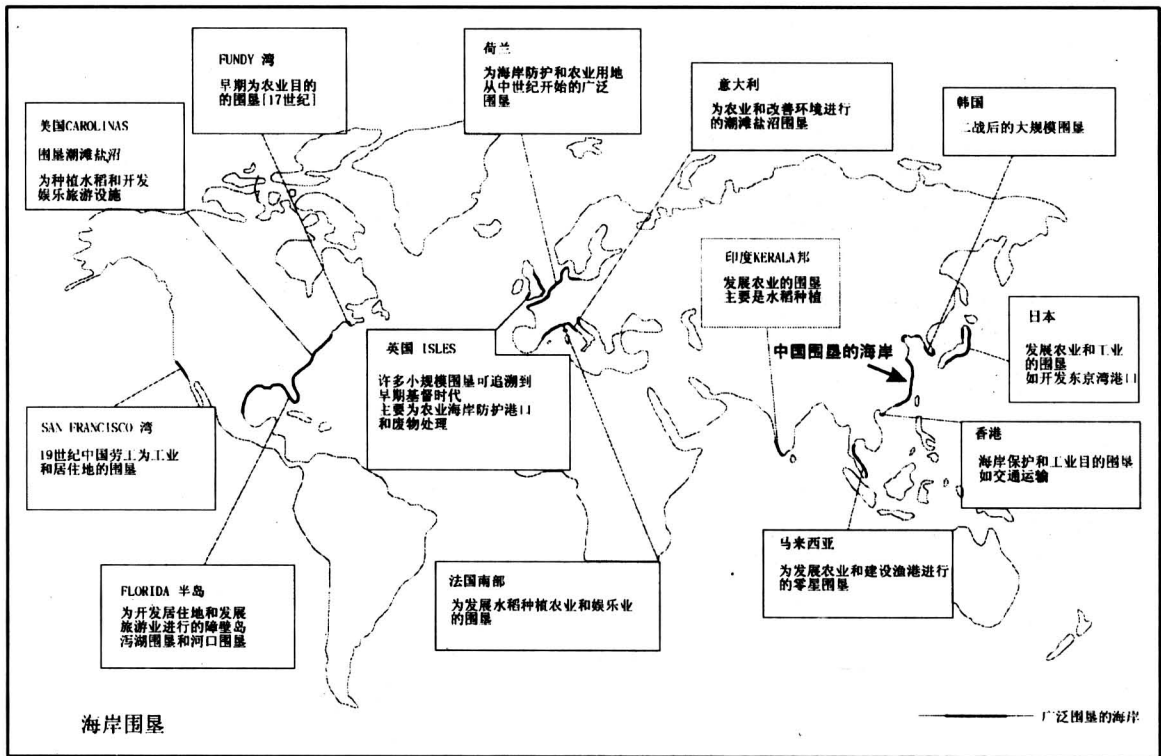 FUNDY 湾
早期为农业目的
的围垦[17世纪]
荷兰
为海岸防护和农业用地
从中世纪开始的广泛
围垦
意大利
为农业和改善环境进行
的潮滩盐沼围垦
韩国
二战后的大规模围垦
美国CAROLINAS
围垦潮滩盐沼
为种植水稻和开发
娱乐旅游设施
印度KERALA邦
发展农业的围垦
主要是水稻种植
日本
发展农业和工业
的围垦
如开发东京湾港口
中国围垦的海岸
英国 ISLES
许多小规模围垦可追溯到
早期基督时代
主要为农业海岸防护港口
和废物处理
SAN FRANCISCO 湾
19世纪中国劳工为工业
和居住地的围垦
香港
海岸保护和工业目的围垦
如交通运输
马来西亚
为发展农业和建设渔港进行
的零星围垦
FLORIDA 半岛
为开发居住地和发展
旅游业进行的障壁岛
泻湖围垦和河口围垦
法国南部
为发展水稻种植农业和娱乐业
的围垦
海岸围垦
广泛围垦的海岸